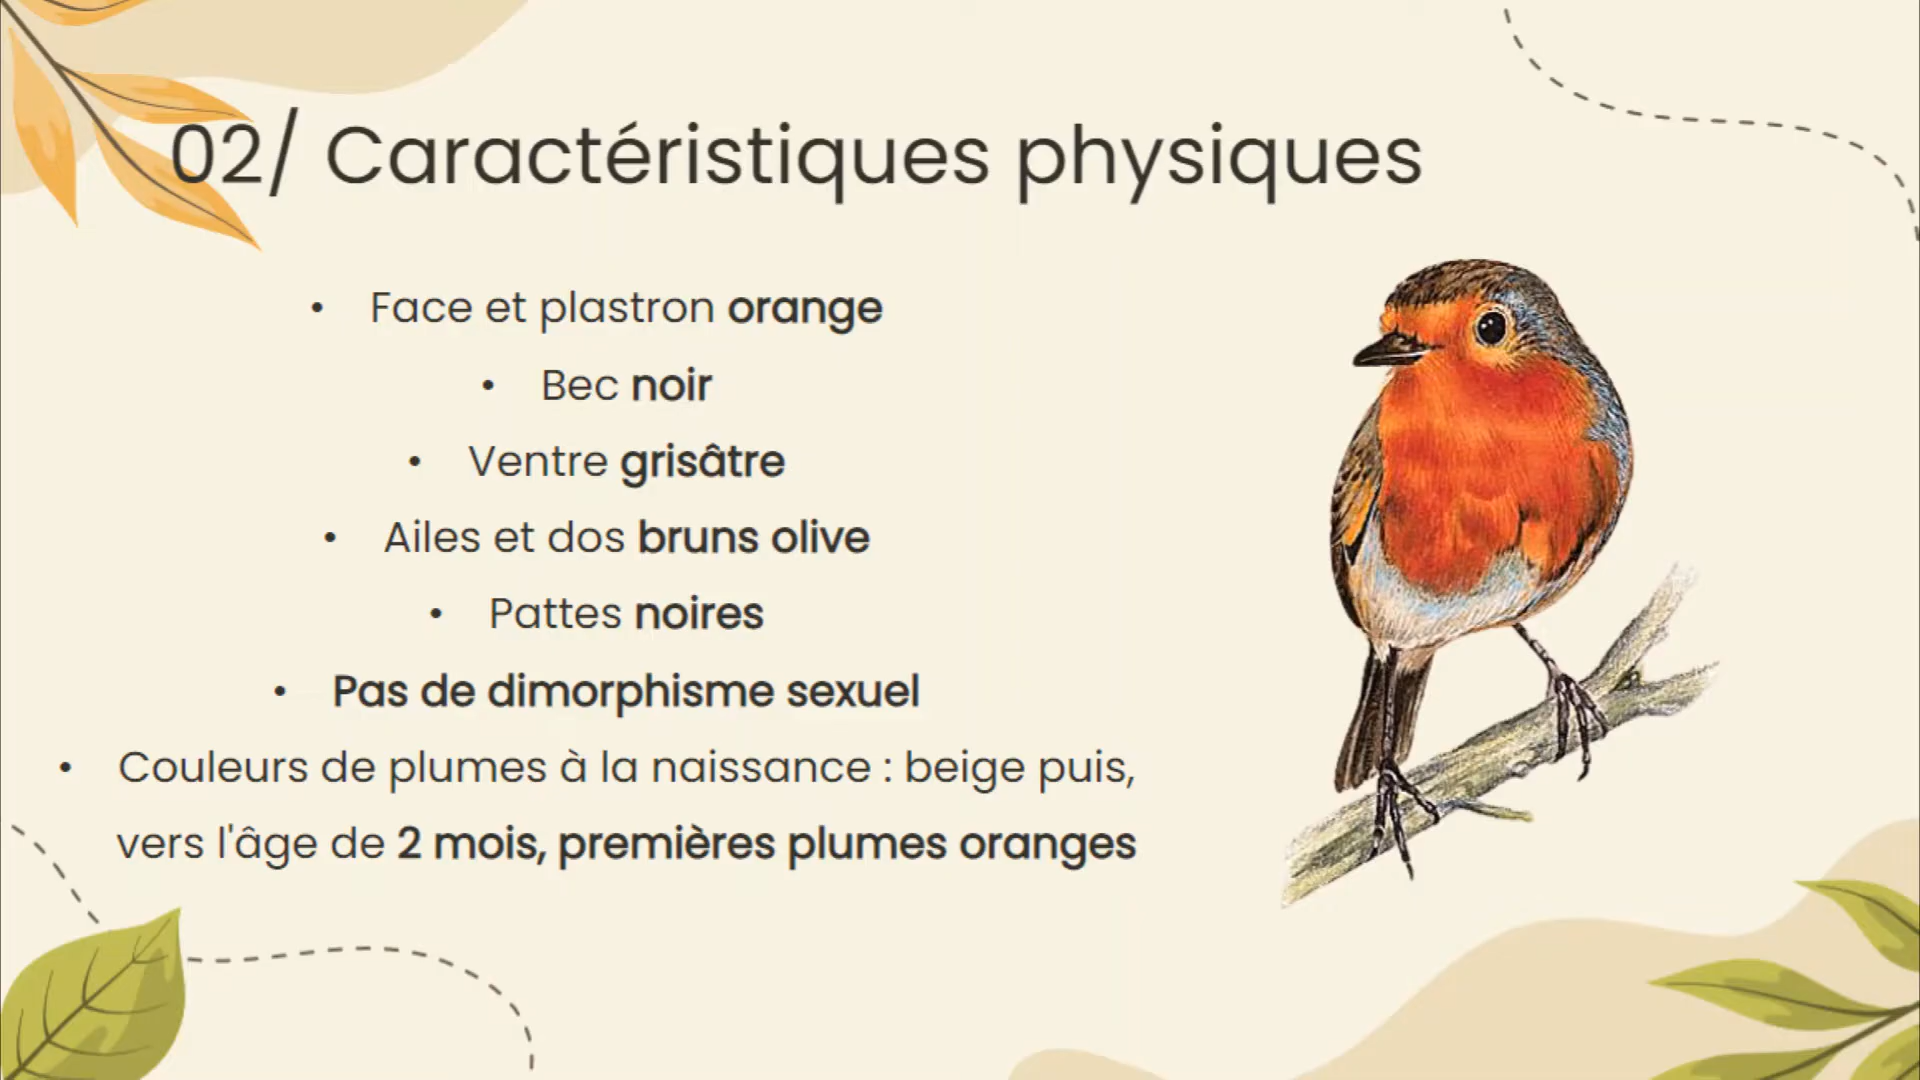 02/ Caractéristiques physiques
• Face et plastron orange
• Bec noir
• Ventre grisâtre
• Ailes et dos bruns olive
• Pattes noires
• Pas de dimorphisme sexuel
• Couleurs de plumes à la naissance : beige puis,
vers l'âge de 2 mois, premières plumes oranges